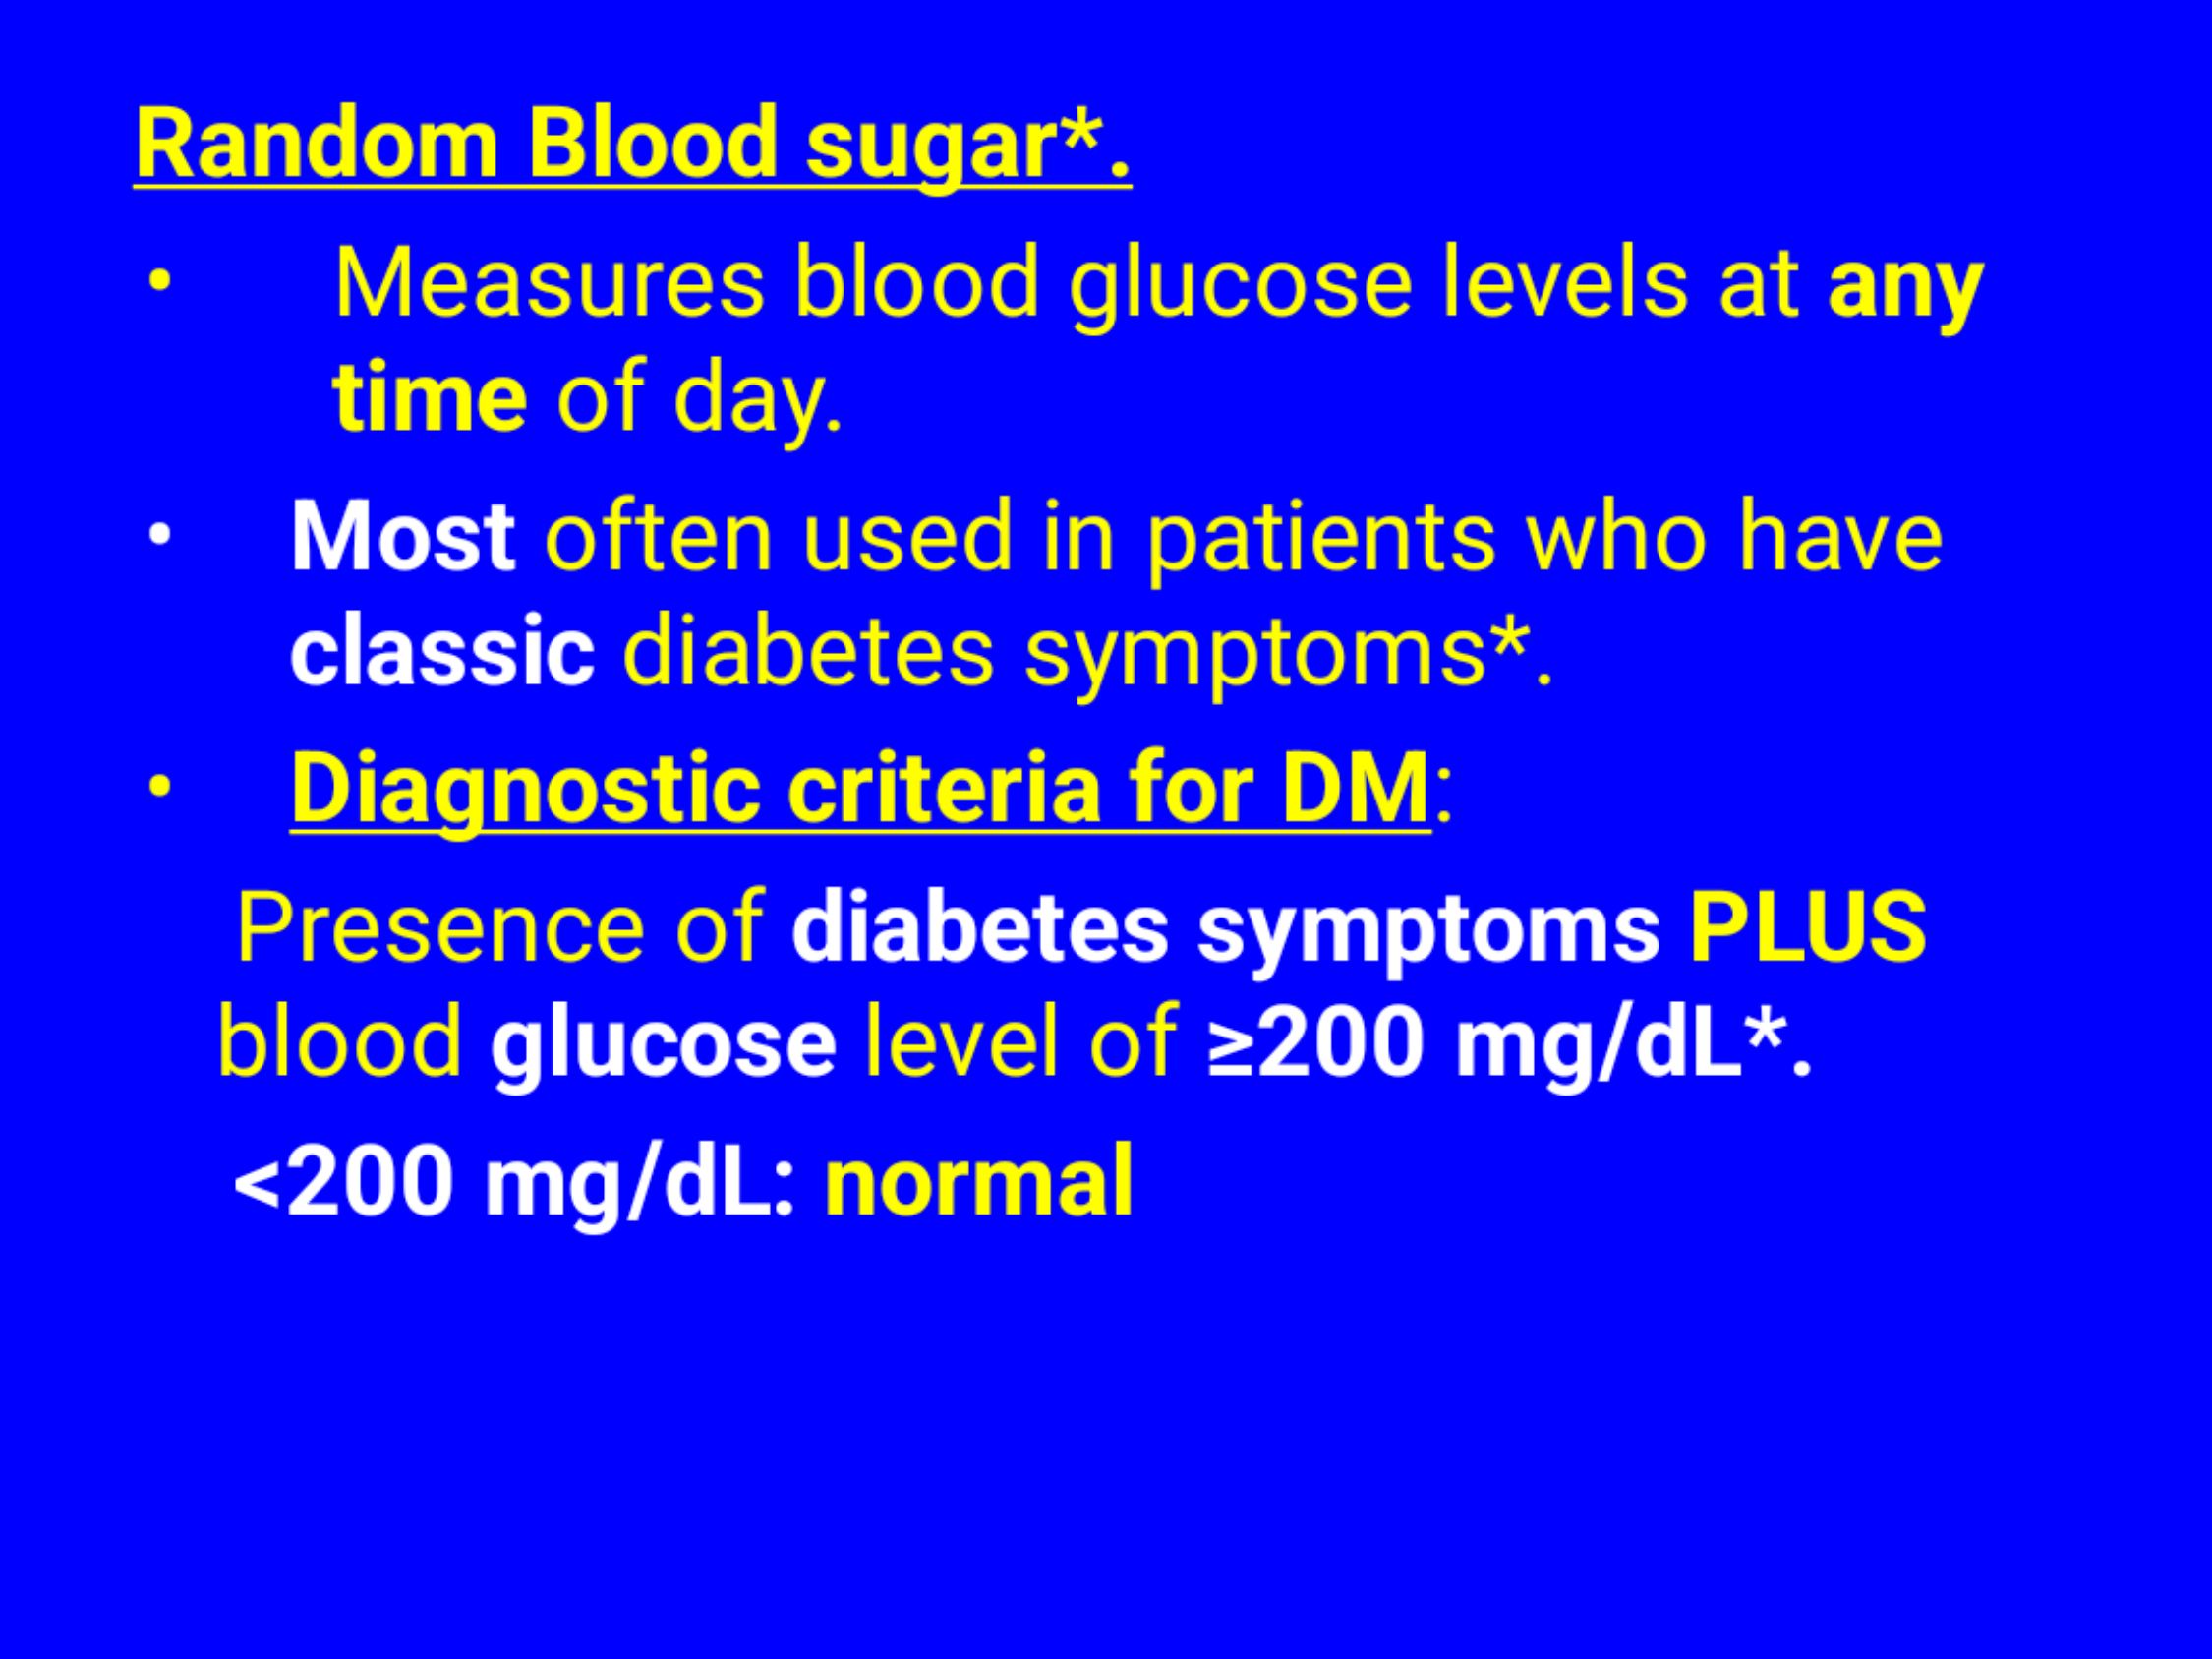 Random Blood sugar*.
• Measures blood glucose levels at any
time of day.
• Most often used in patients who have
classic diabetes symptoms*.
• Diagnostic criteria for DM:
Presence of diabetes symptoms PLUS
blood glucose level of ≥200 mg/dL*.
<200 mg/dL: normal